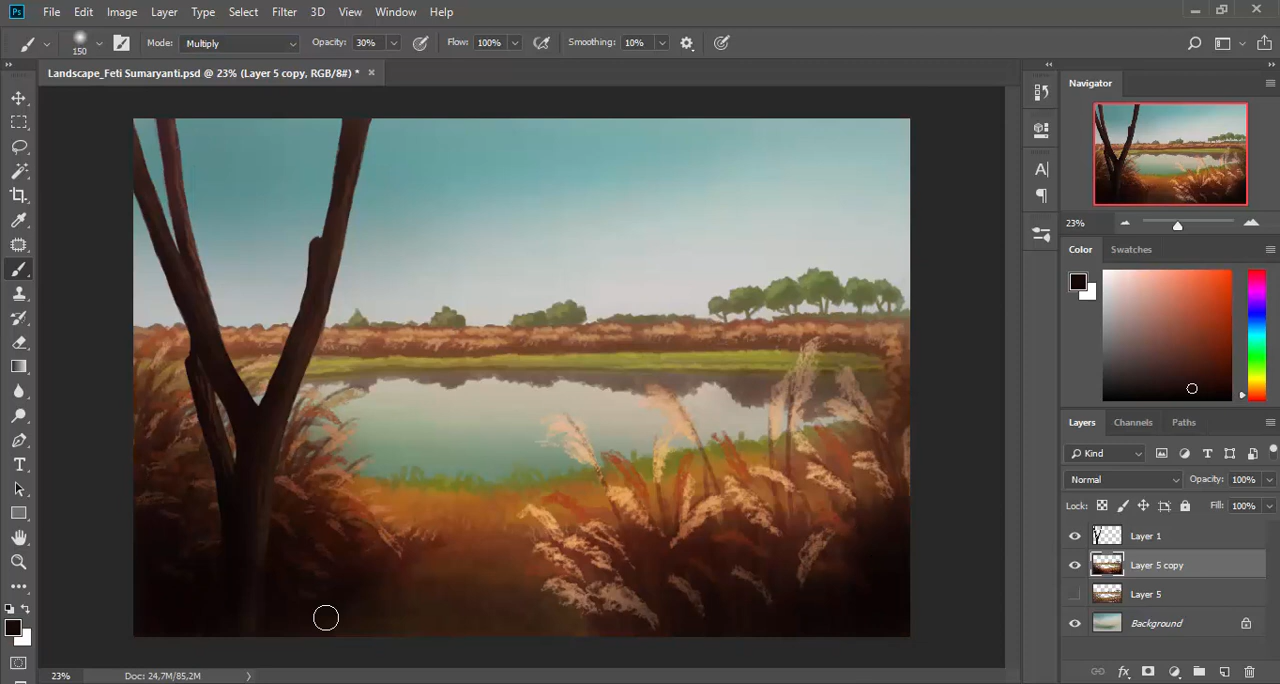 Ps File Edit Image Layer Type Select Filter 3D View Window Help
150 Mode: Multiply Opacity: 30% Flow: 100% Smoothing: 10%
Landscape_Feti Sumaryanti.psd @ 23% (Layer 5 copy, RGB/8#) * ×
Navigator
23%
Color Swatches
Layers Channels Paths
Kind
Normal Opacity: 100%
Lock: Fill: 100%
Layer 1
Layer 5 copy
Layer 5
Background
fx
23% Doc: 24,7M/85,2M